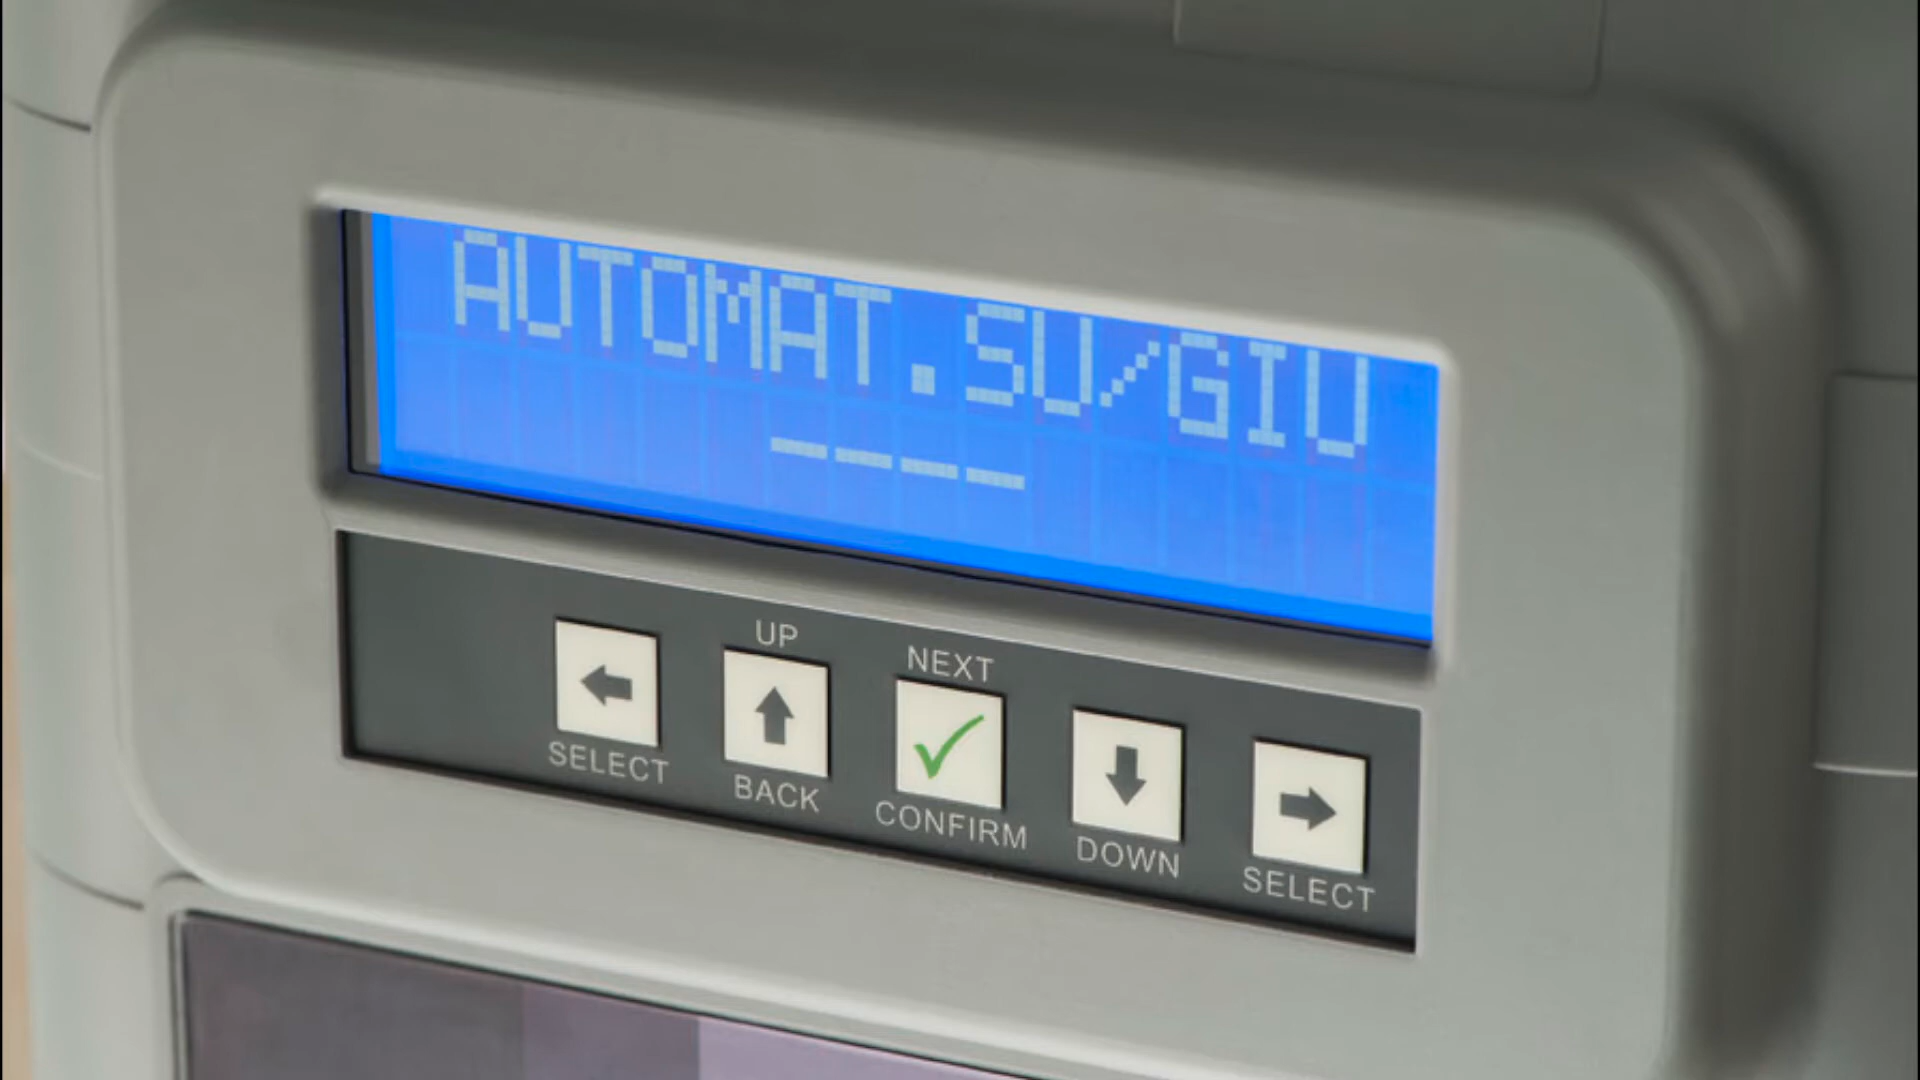 AUTOMAT.SU/GIU
----
UP
NEXT
SELECT
BACK
CONFIRM
DOWN
SELECT